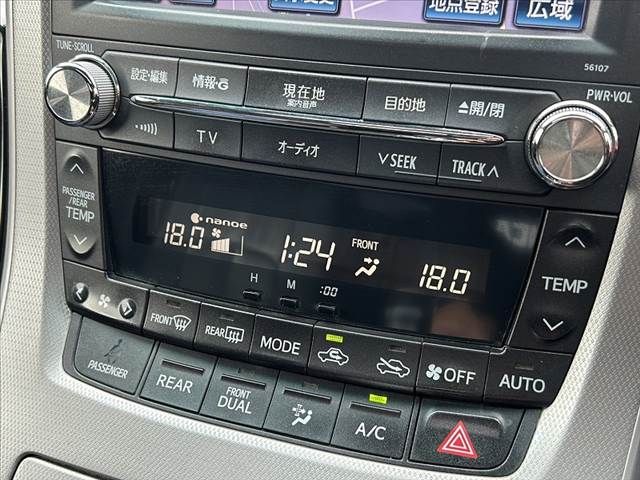 地点登録
広域
TUNE・SCROLL
56107
PWR・VOL
設定・編集
情報・G
現在地
案内音声
目的地
▲開/閉
TV
オーディオ
∨SEEK
TRACK∧
PASSENGER
/REAR
TEMP
nanoe
18.0
1:24
FRONT
18.0
TEMP
H
M
:00
FRONT
REAR
MODE
OFF
AUTO
PASSENGER
REAR
FRONT
DUAL
A/C